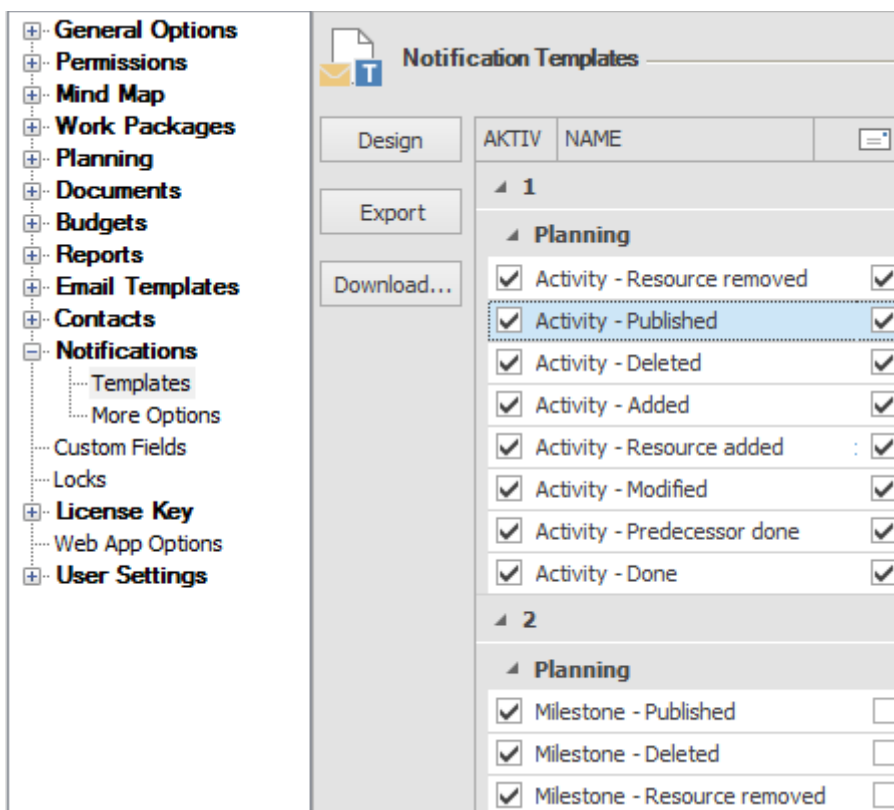 General Options
Permissions
Mind Map
Work Packages
Planning
Documents
Budgets
Reports
Email Templates
Contacts
Notifications
Templates
More Options
Custom Fields
Locks
License Key
Web App Options
User Settings
T
Notification Templates
Design
Export
Download...
AKTIV NAME
1
Planning
Activity - Resource removed
Activity - Published
Activity - Deleted
Activity - Added
Activity - Resource added :
Activity - Modified
Activity - Predecessor done
Activity - Done
2
Planning
Milestone - Published
Milestone - Deleted
Milestone - Resource removed